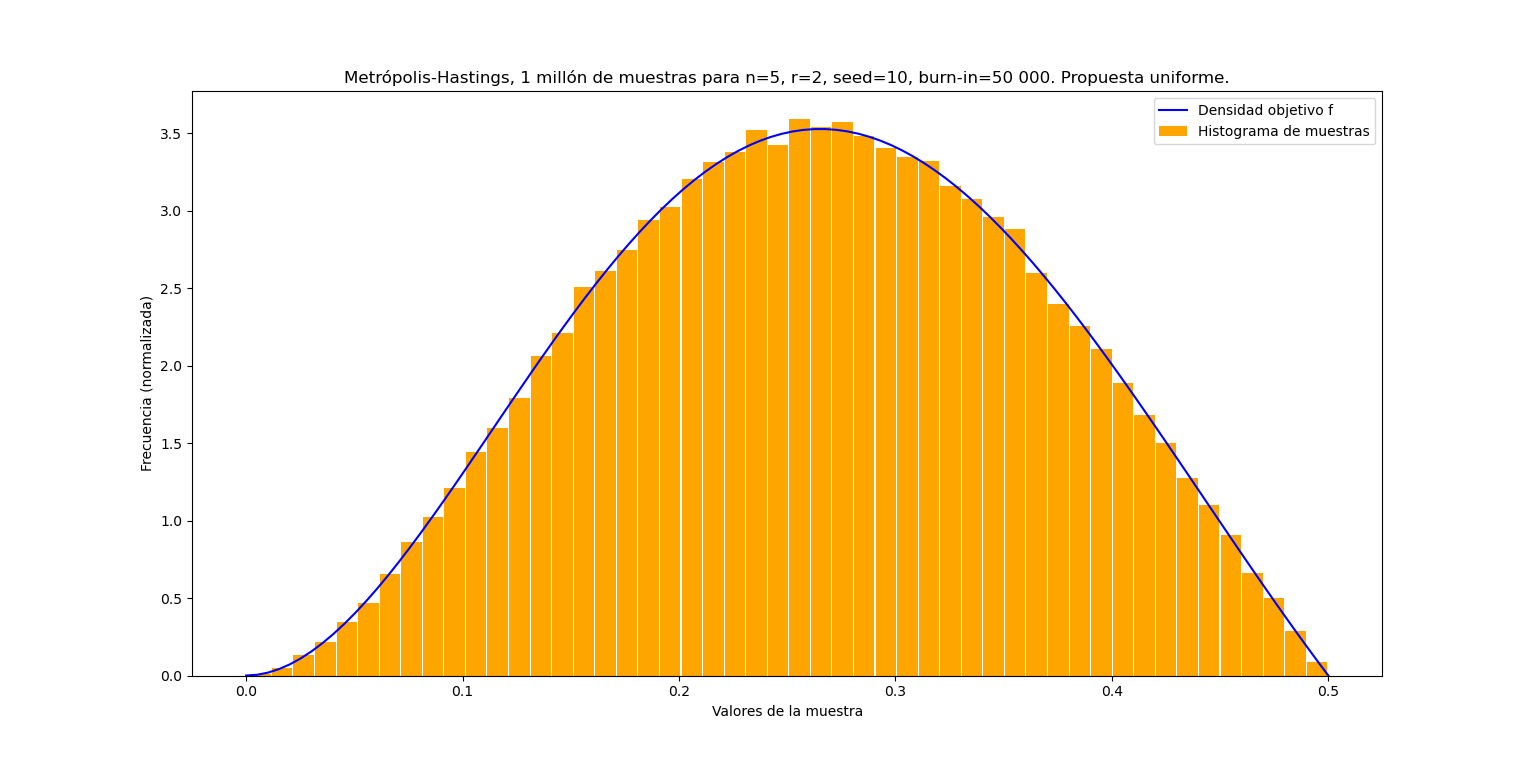 Metrópolis-Hastings, 1 millón de muestras para n=5, r=2, seed=10, burn-in=50 000. Propuesta uniforme.
Densidad objetivo f
Histograma de muestras
Frecuencia (normalizada)
3.5
3.0
2.5
2.0
1.5
1.0
0.5
0.0
0.0 0.1 0.2 0.3 0.4 0.5
Valores de la muestra